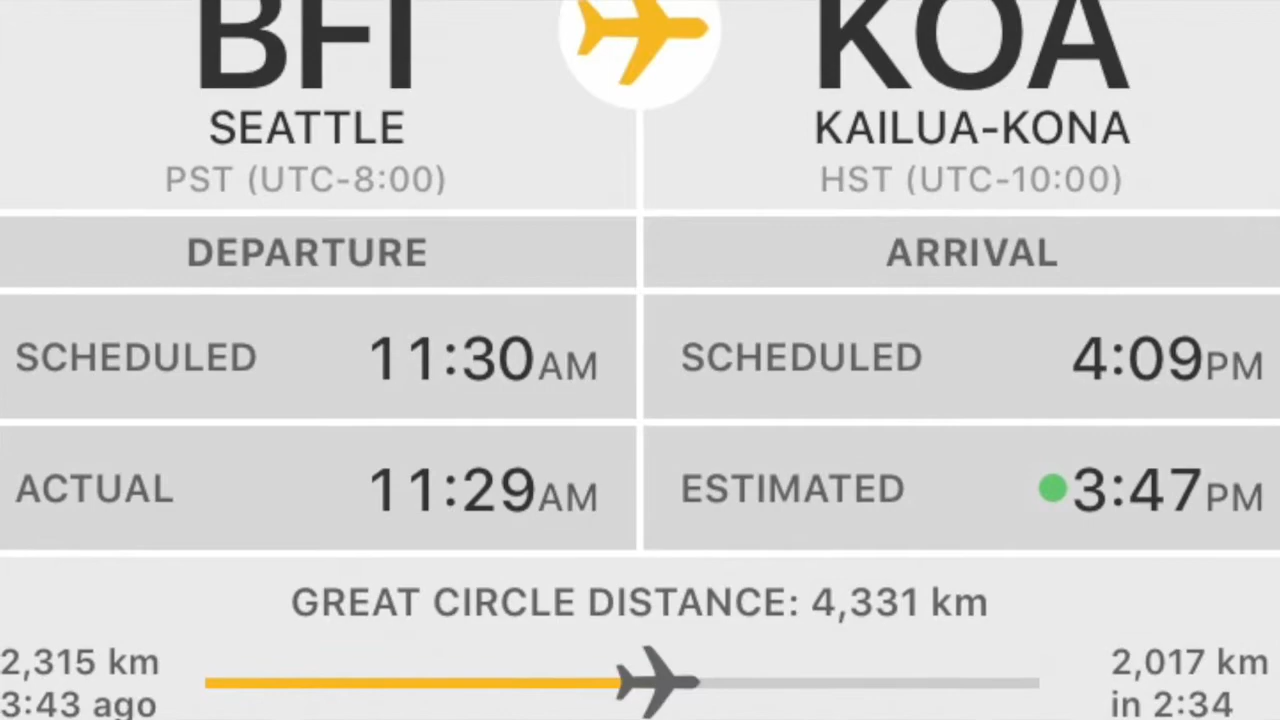 BFI KOA
SEATTLE KAILUA-KONA
PST (UTC-8:00) HST (UTC-10:00)
DEPARTURE ARRIVAL
SCHEDULED 11:30AM SCHEDULED 4:09PM
ACTUAL 11:29AM ESTIMATED 3:47PM
GREAT CIRCLE DISTANCE: 4,331 km
2,315 km 2,017 km
3:43 ago in 2:34